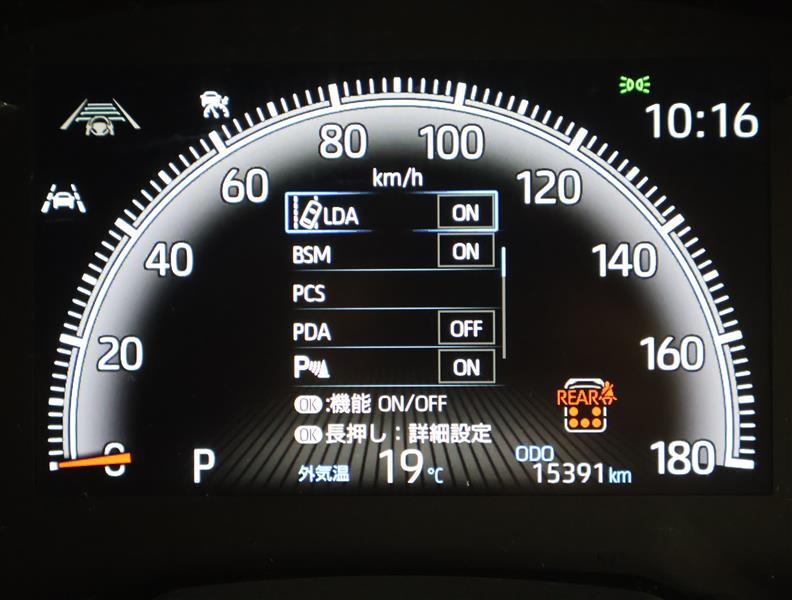 10:16
80 100
km/h
60 120
LDA ON
BSM ON
40 140
PCS
PDA OFF
20 160
P ON
REAR
OK:機能 ON/OFF
OK長押し：詳細設定
0 P 外気温 19℃ ODO 15391km 180